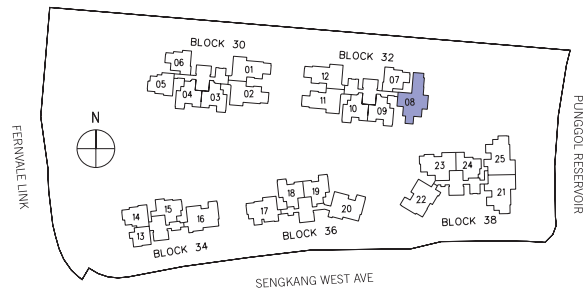 BLOCK 30
BLOCK 32
06
01
05
04
03
02
12
07
11
10
09
08
N
FERNVALE LINK
PUNGGOL RESERVOIR
15
14
16
13
BLOCK 34
18
19
17
20
BLOCK 36
23
24
25
22
21
BLOCK 38
SENGKANG WEST AVE